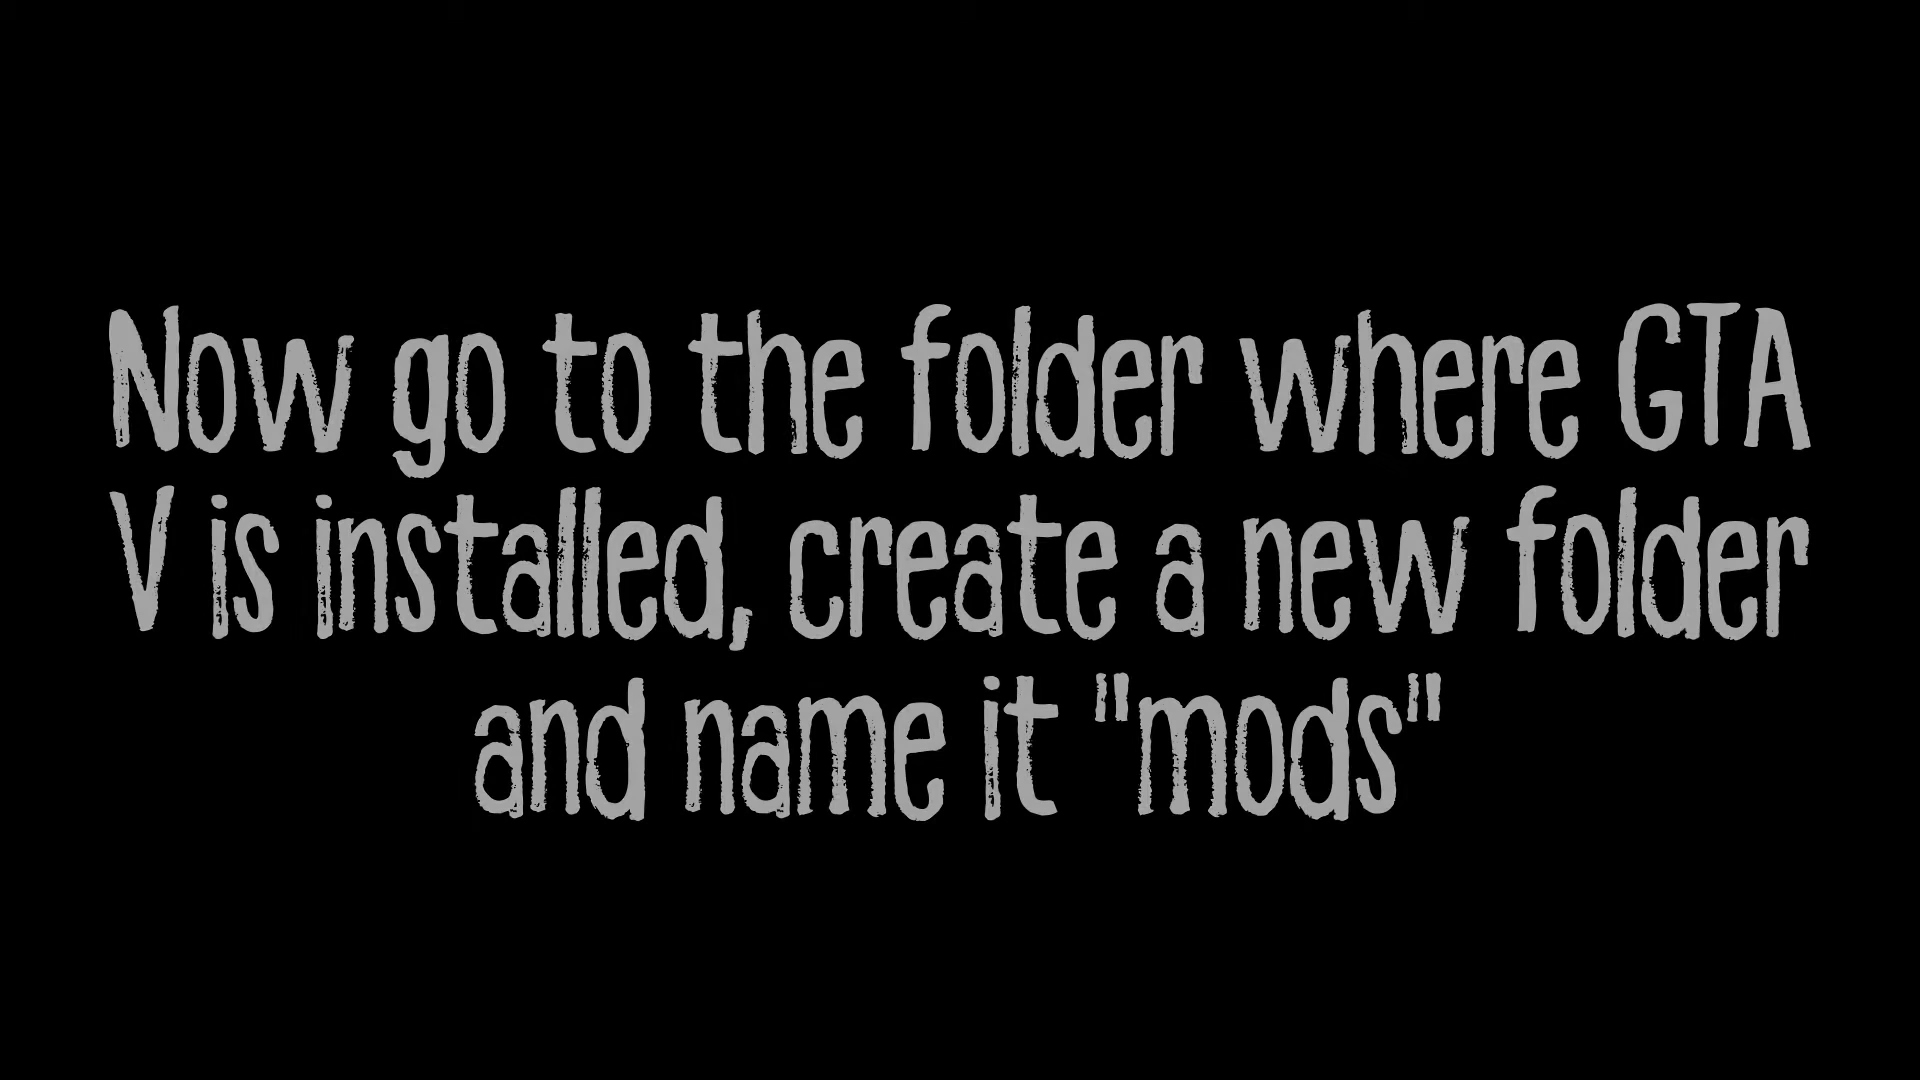 Now go to the folder where GTA
V is installed, create a new folder
and name it "mods"